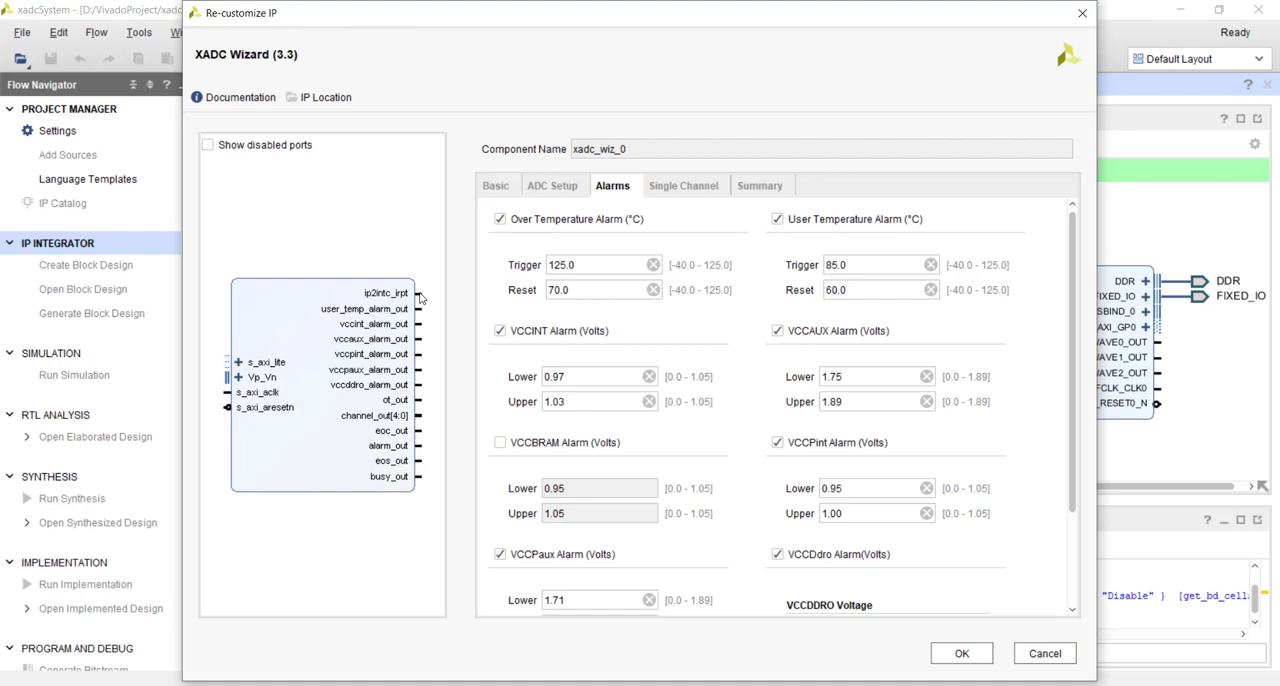 xadcSystem - [D:/VivadoProject/xadc
File Edit Flow Tools Wi
Ready
Default Layout
Flow Navigator
PROJECT MANAGER
Settings
Add Sources
Language Templates
IP Catalog
IP INTEGRATOR
Create Block Design
Open Block Design
Generate Block Design
SIMULATION
Run Simulation
RTL ANALYSIS
Open Elaborated Design
SYNTHESIS
Run Synthesis
Open Synthesized Design
IMPLEMENTATION
Run Implementation
Open Implemented Design
PROGRAM AND DEBUG
Generate Bitstream
Re-customize IP
XADC Wizard (3.3)
Documentation IP Location
Show disabled ports
s_axi_lite
Vp_Vn
s_axi_aclk
s_axi_aresetn
ip2intc_irpt
user_temp_alarm_out
vccint_alarm_out
vccaux_alarm_out
vccpint_alarm_out
vccpaux_alarm_out
vccddro_alarm_out
ot_out
channel_out[4:0]
eoc_out
alarm_out
eos_out
busy_out
Component Name xadc_wiz_0
Basic ADC Setup Alarms Single Channel Summary
Over Temperature Alarm (°C) User Temperature Alarm (°C)
Trigger 125.0 [-40.0 - 125.0] Trigger 85.0 [-40.0 - 125.0]
Reset 70.0 [-40.0 - 125.0] Reset 60.0 [-40.0 - 125.0]
VCCINT Alarm (Volts) VCCAUX Alarm (Volts)
Lower 0.97 [0.0 - 1.05] Lower 1.75 [0.0 - 1.89]
Upper 1.03 [0.0 - 1.05] Upper 1.89 [0.0 - 1.89]
VCCBRAM Alarm (Volts) VCCPint Alarm (Volts)
Lower 0.95 [0.0 - 1.05] Lower 0.95 [0.0 - 1.05]
Upper 1.05 [0.0 - 1.05] Upper 1.00 [0.0 - 1.05]
VCCPaux Alarm (Volts) VCCDdro Alarm(Volts)
Lower 1.71 [0.0 - 1.89] VCCDDRO Voltage
OK Cancel
DDR
FIXED_IO
SBIND_0
AXI_GP0
WAVE0_OUT
WAVE1_OUT
WAVE2_OUT
FCLK_CLK0
_RESET0_N
DDR
FIXED_IO
"Disable" } [get_bd_cell